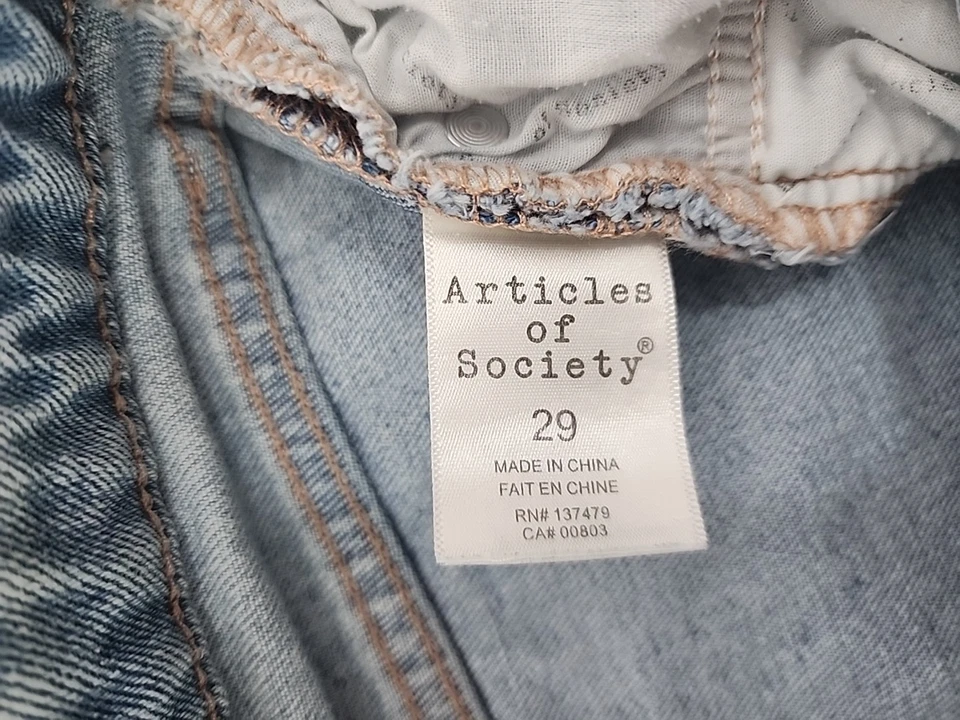 Articles
of
Society®
29
MADE IN CHINA
FAIT EN CHINE
RN# 137479
CA# 00803